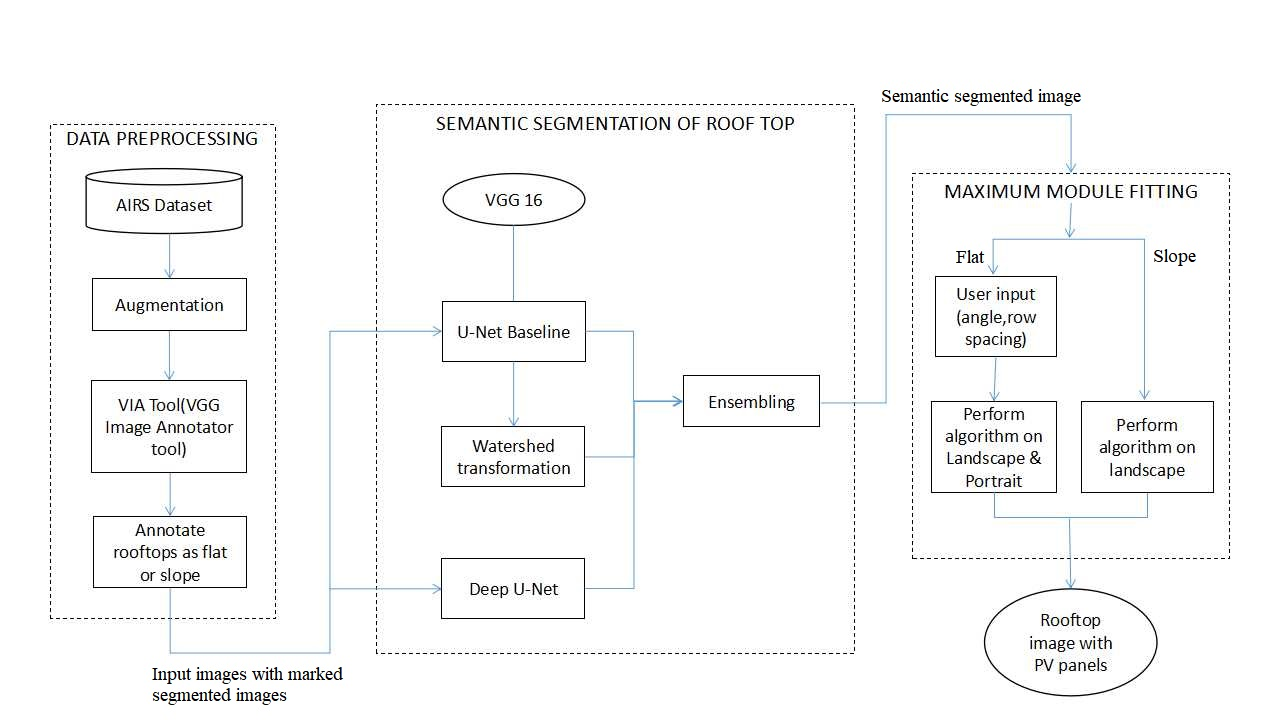 DATA PREPROCESSING
AIRS Dataset
Augmentation
VIA Tool(VGG
Image Annotator
tool)
Annotate
rooftops as flat
or slope
Input images with marked
segmented images
SEMANTIC SEGMENTATION OF ROOF TOP
VGG 16
U-Net Baseline
Watershed
transformation
Deep U-Net
Ensembling
Semantic segmented image
MAXIMUM MODULE FITTING
Flat
Slope
User input
(angle,row
spacing)
Perform
algorithm on
Landscape &
Portrait
Perform
algorithm on
landscape
Rooftop
image with
PV panels